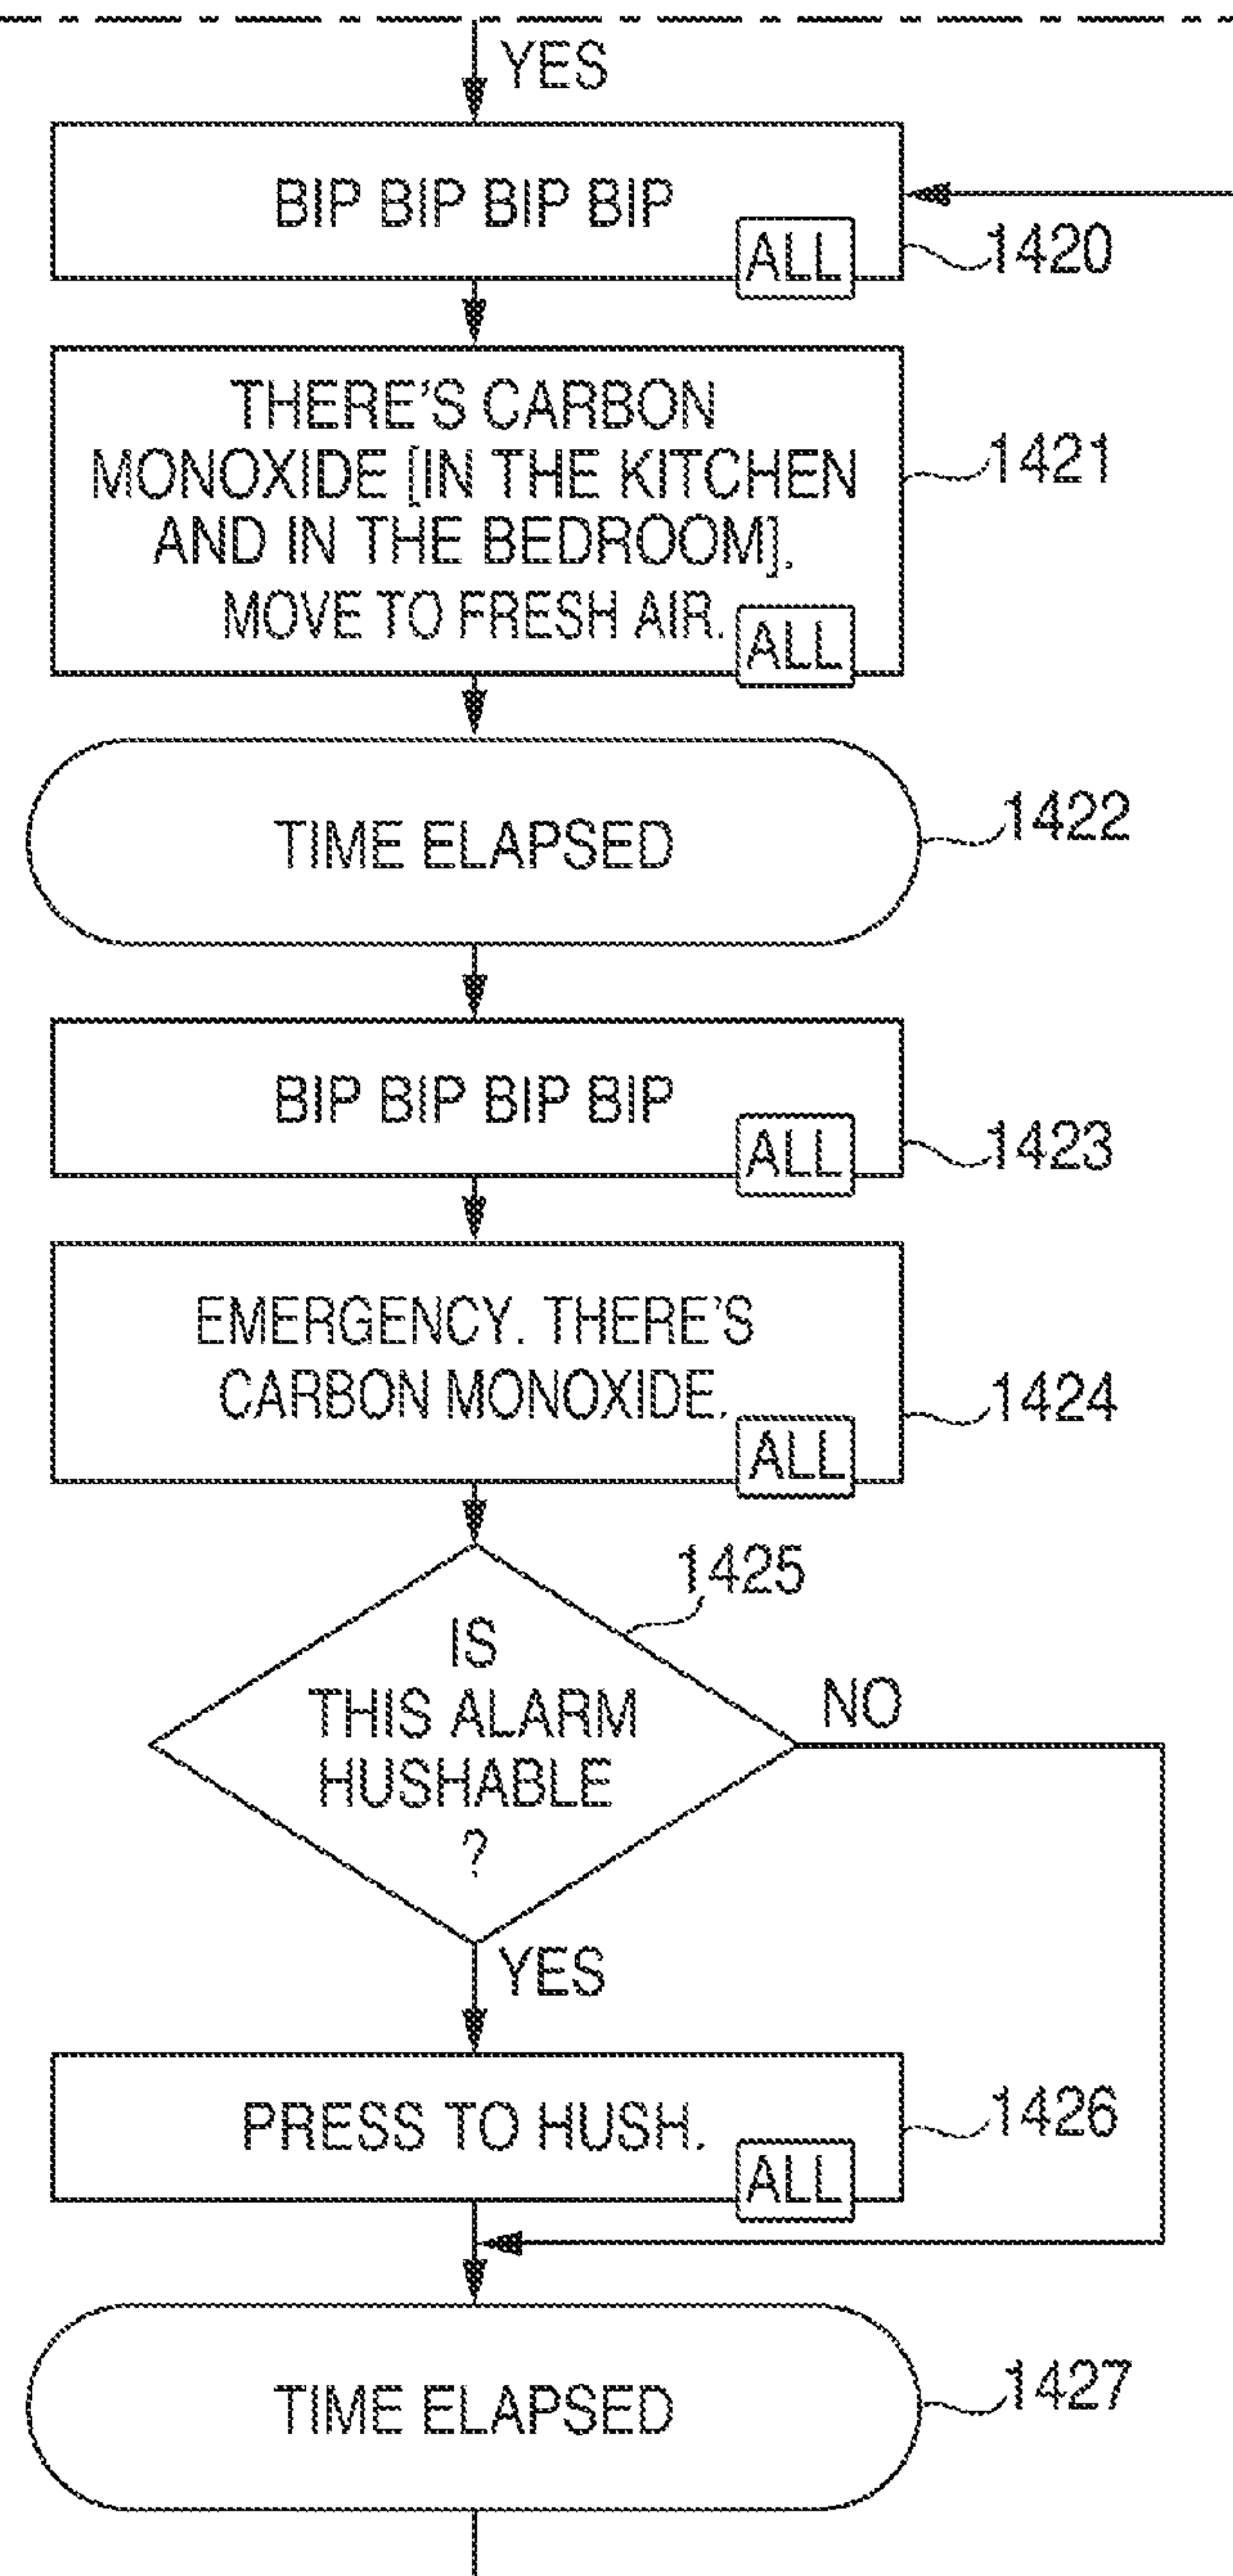 YES
BIP BIP BIP BIP
ALL
1420
THERE'S CARBON
MONOXIDE [IN THE KITCHEN
AND IN THE BEDROOM].
MOVE TO FRESH AIR.
ALL
1421
TIME ELAPSED
1422
BIP BIP BIP BIP
ALL
1423
EMERGENCY. THERE'S
CARBON MONOXIDE.
ALL
1424
1425
IS
THIS ALARM
HUSHABLE
?
NO
YES
PRESS TO HUSH.
ALL
1426
TIME ELAPSED
1427